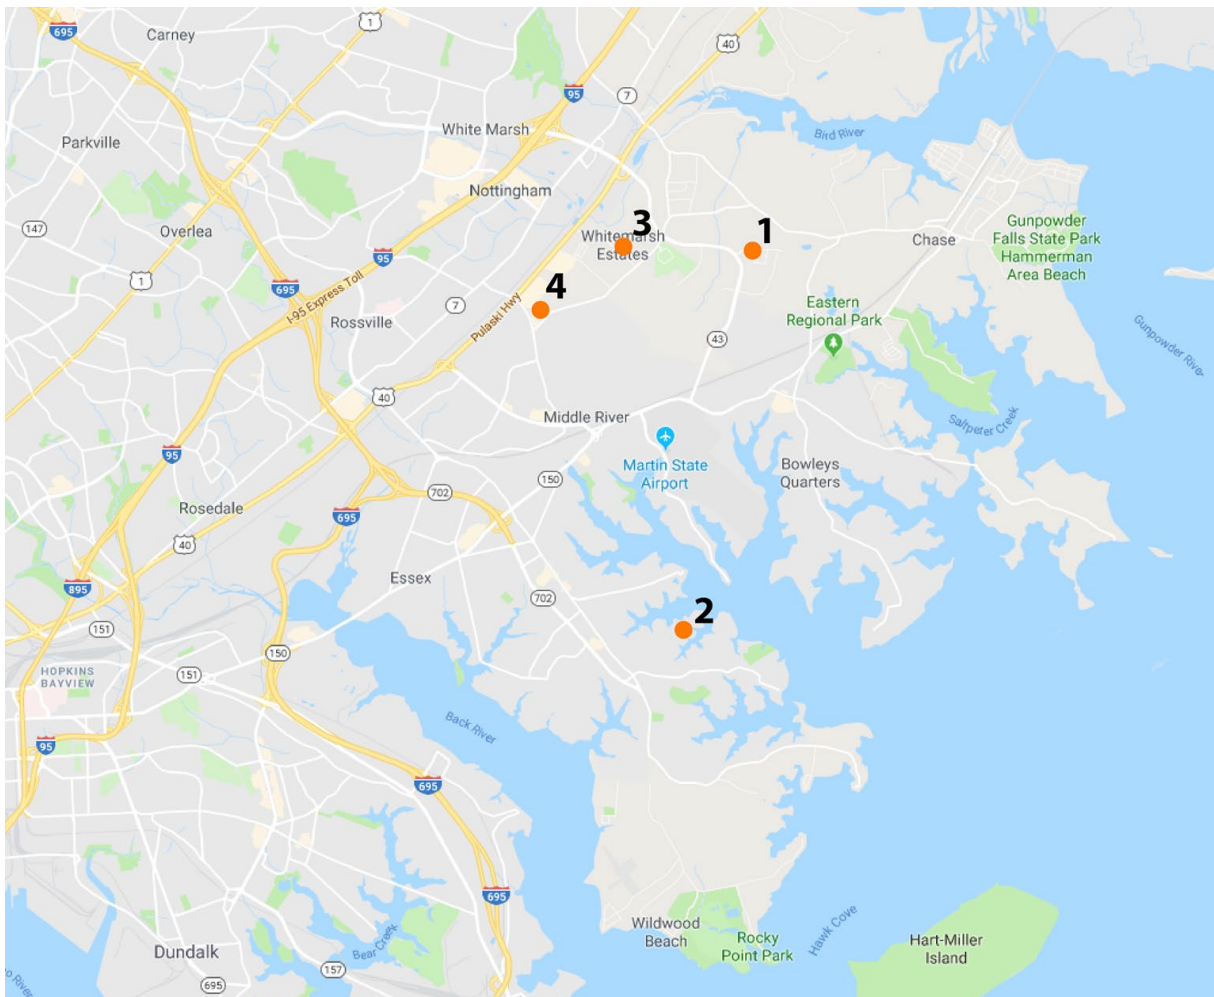 695
Carney
1
40
95
7
White Marsh
Bird River
Parkville
Nottingham
147
Overlea
3
Whitemarsh
Estates
1
Chase
Gunpowder
Falls State Park
Hammerman
Area Beach
95
1
695
I-95 Express Toll
4
7
Pulaski Hwy
Rossville
Eastern
Regional Park
43
Gunpowder River
40
Middle River
Saltpeter Creek
95
Martin State
Airport
Bowleys
Quarters
150
702
Rosedale
695
40
Essex
895
702
2
151
150
HOPKINS
BAYVIEW
151
Back River
95
695
695
Wildwood
Beach
Rocky
Point Park
Hawk Cove
Hart-Miller
Island
Dundalk
Bear Creek
157
695
o River